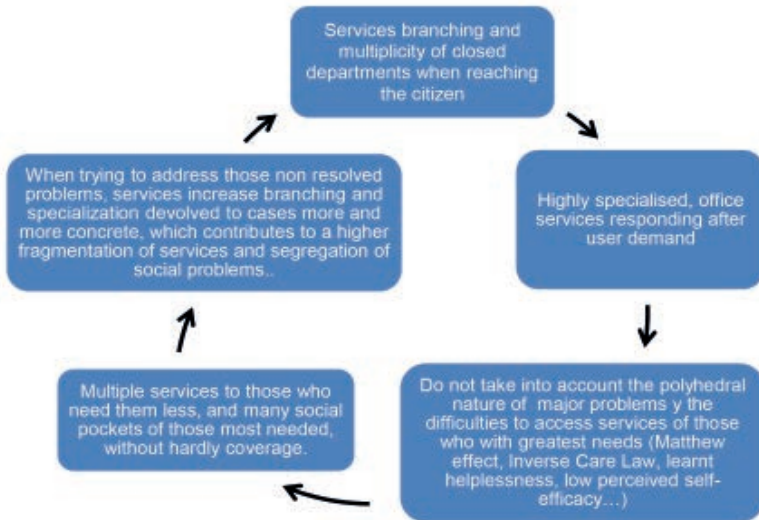 Services branching and
multiplicity of closed
departments when reaching
the citizen
Highly specialised, office
services responding after
user demand
Do not take into account the polyhedral
nature of major problems y the
difficulties to access services of those
who with greatest needs (Matthew
effect, Inverse Care Law, learnt
helplessness, low perceived self-
efficacy…)
Multiple services to those who
need them less, and many social
pockets of those most needed,
without hardly coverage.
When trying to address those non resolved
problems, services increase branching and
specialization devolved to cases more and
more concrete, which contributes to a higher
fragmentation of services and segregation of
social problems..